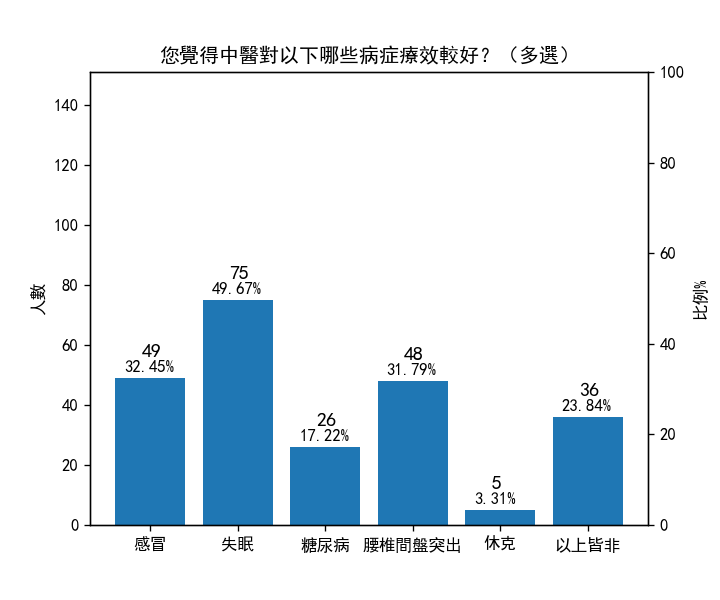 您覺得中醫對以下哪些病症療效較好？（多選）
140
120
100
80
60
40
20
0
人數
100
80
60
40
20
0
比例%
49
32.45%
75
49.67%
26
17.22%
48
31.79%
5
3.31%
36
23.84%
感冒
失眠
糖尿病
腰椎間盤突出
休克
以上皆非